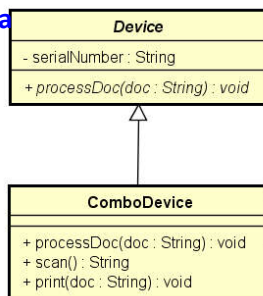 a
Device
- serialNumber : String
+ processDoc(doc : String) : void
ComboDevice
+ processDoc(doc : String) : void
+ scan() : String
+ print(doc : String) : void